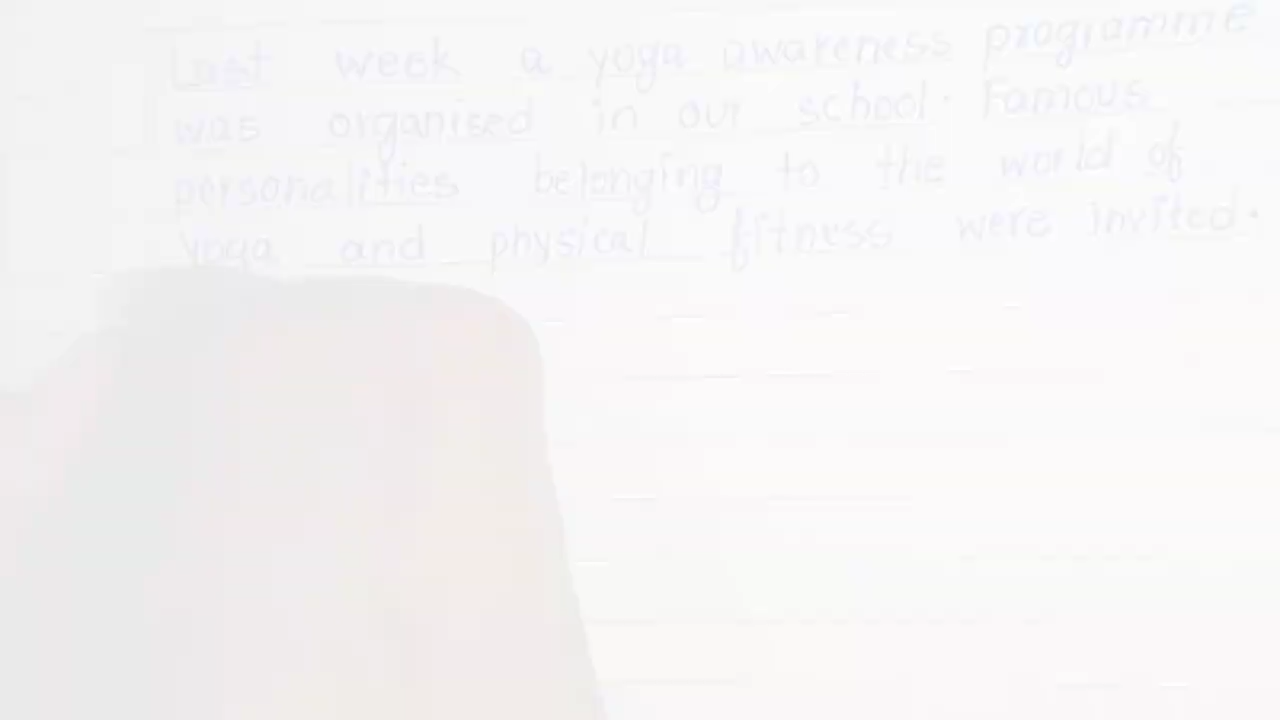 Last week a yoga awareness programme
was organised in our school. Famous
personalities belonging to the world of
yoga and physical fitness were invited.